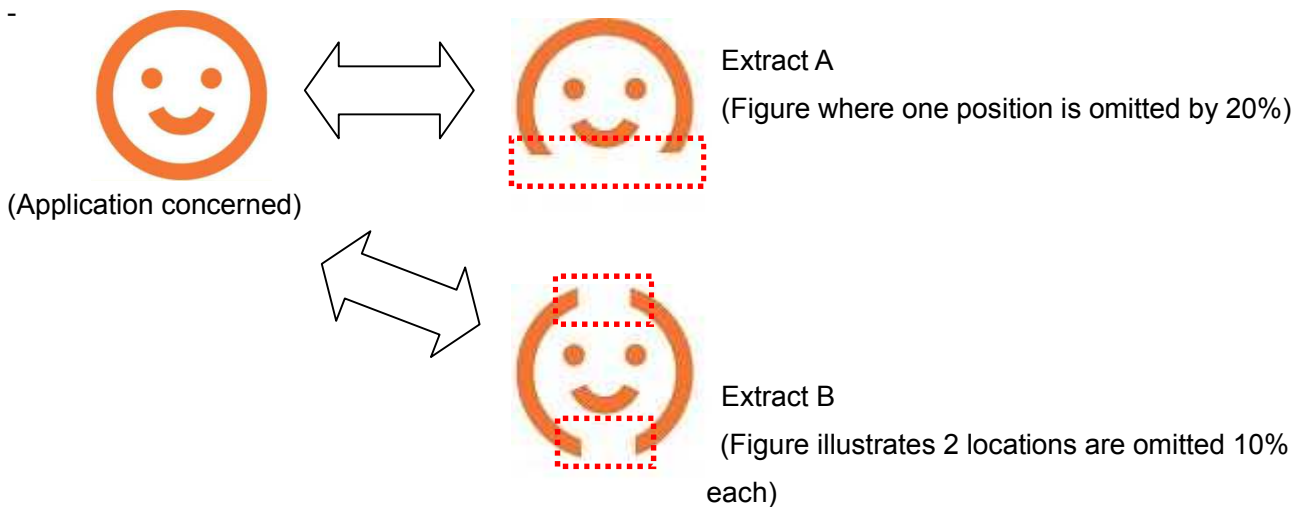 -
Extract A
(Figure where one position is omitted by 20%)
(Application concerned)
Extract B
(Figure illustrates 2 locations are omitted 10%
each)